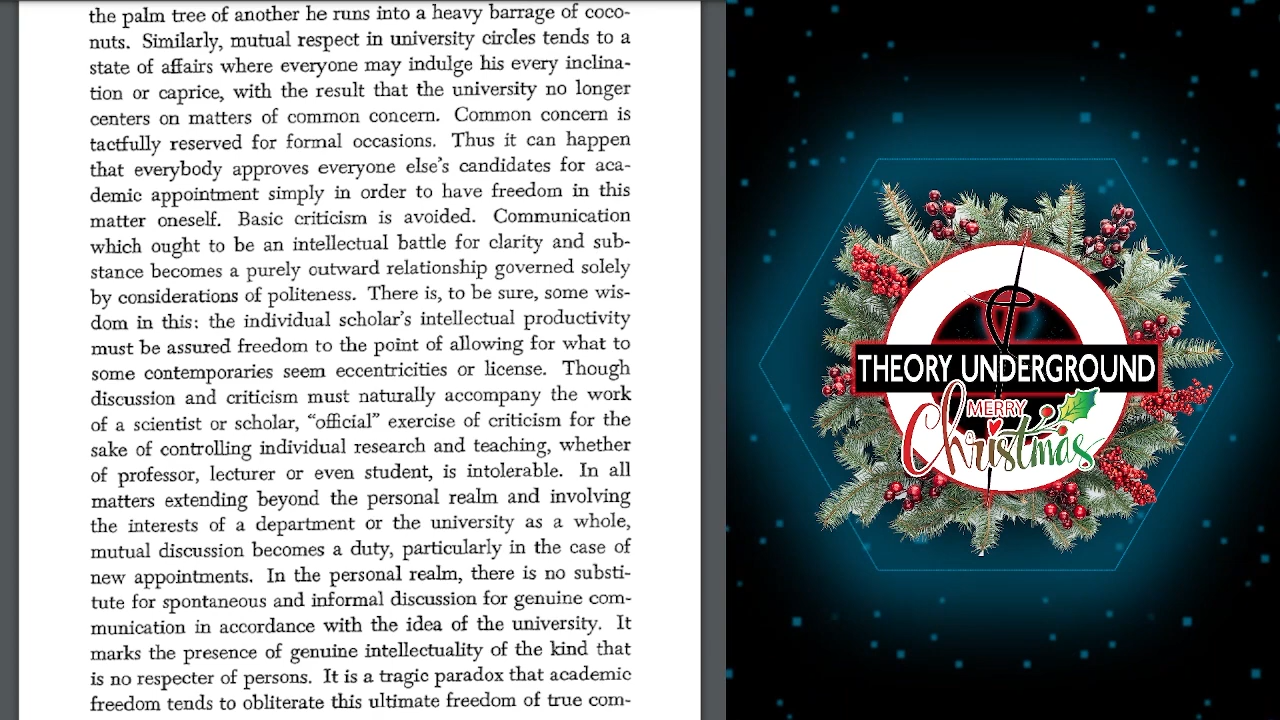 the palm tree of another he runs into a heavy barrage of coco-
nuts. Similarly, mutual respect in university circles tends to a
state of affairs where everyone may indulge his every inclina-
tion or caprice, with the result that the university no longer
centers on matters of common concern. Common concern is
tactfully reserved for formal occasions. Thus it can happen
that everybody approves everyone else's candidates for aca-
demic appointment simply in order to have freedom in this
matter oneself. Basic criticism is avoided. Communication
which ought to be an intellectual battle for clarity and sub-
stance becomes a purely outward relationship governed solely
by considerations of politeness. There is, to be sure, some wis-
dom in this: the individual scholar's intellectual productivity
must be assured freedom to the point of allowing for what to
some contemporaries seem eccentricities or license. Though
discussion and criticism must naturally accompany the work
of a scientist or scholar, "official" exercise of criticism for the
sake of controlling individual research and teaching, whether
of professor, lecturer or even student, is intolerable. In all
matters extending beyond the personal realm and involving
the interests of a department or the university as a whole,
mutual discussion becomes a duty, particularly in the case of
new appointments. In the personal realm, there is no substi-
tute for spontaneous and informal discussion for genuine com-
munication in accordance with the idea of the university. It
marks the presence of genuine intellectuality of the kind that
is no respecter of persons. It is a tragic paradox that academic
freedom tends to obliterate this ultimate freedom of true com-
THEORY UNDERGROUND
MERRY
Christmas